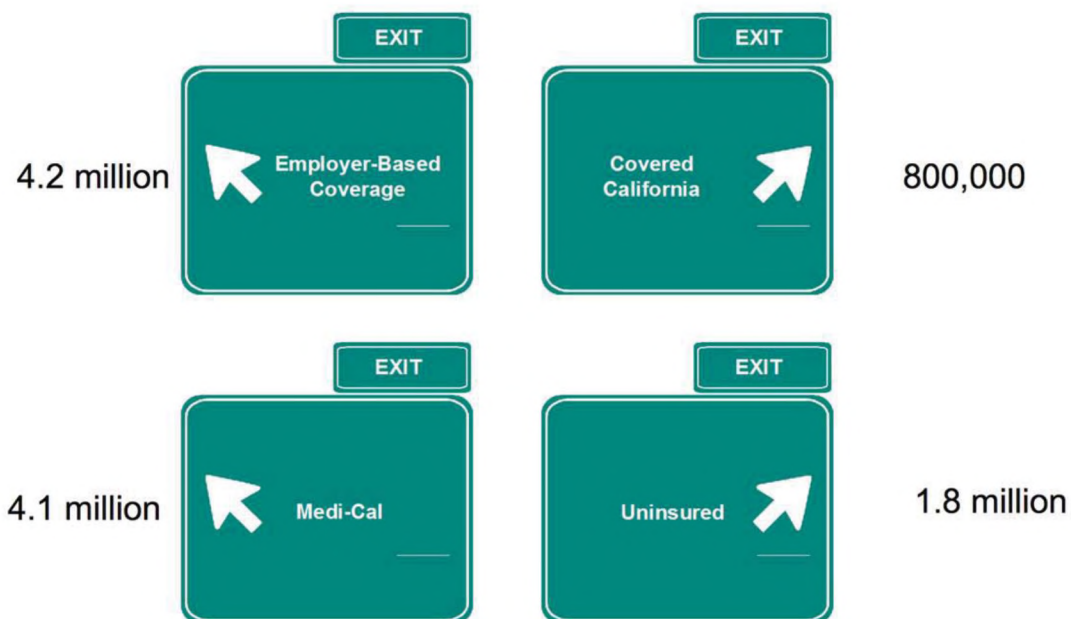 EXIT
EXIT
4.2 million
Employer-Based
Coverage
Covered
California
800,000
EXIT
EXIT
4.1 million
Medi-Cal
Uninsured
1.8 million